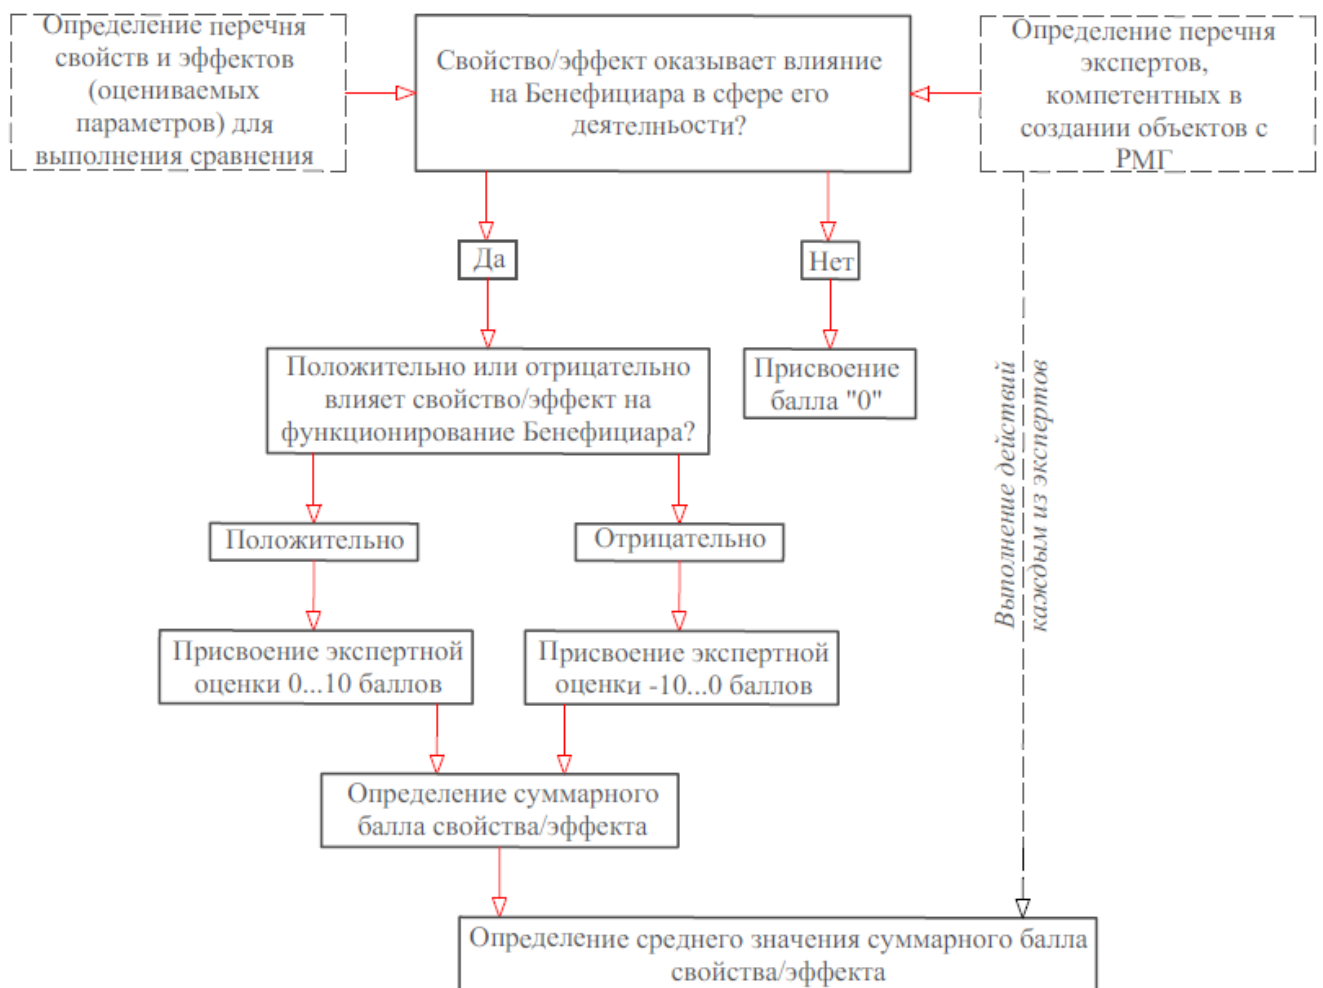 Определение перечня
свойств и эффектов
(оцениваемых
параметров) для
выполнения сравнения
Свойство/эффект оказывает влияние
на Бенефициара в сфере его
деятелньости?
Определение перечня
экспертов,
компетентных в
создании объектов с
РМГ
Да
Нет
Положительно или отрицательно
влияет свойство/эффект на
функционирование Бенефициара?
Присвоение
балла "0"
Выполнение действий
каждым из экспертов
Положительно
Отрицательно
Присвоение экспертной
оценки 0...10 баллов
Присвоение экспертной
оценки -10...0 баллов
Определение суммарного
балла свойства/эффекта
Определение среднего значения суммарного балла
свойства/эффекта